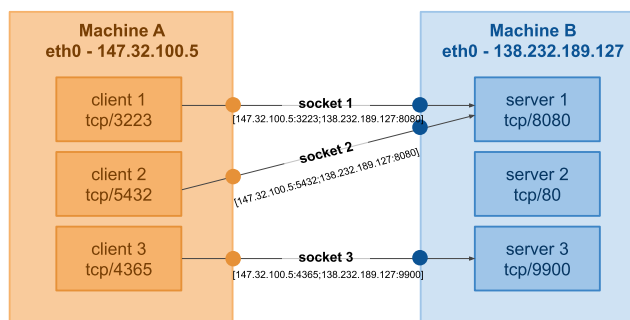 Machine A
eth0 - 147.32.100.5
client 1
tcp/3223
client 2
tcp/5432
client 3
tcp/4365
socket 1
[147.32.100.5:3223;138.232.189.127:8080]
socket 2
[147.32.100.5:5432;138.232.189.127:8080]
socket 3
[147.32.100.5:4365;138.232.189.127:9900]
Machine B
eth0 - 138.232.189.127
server 1
tcp/8080
server 2
tcp/80
server 3
tcp/9900